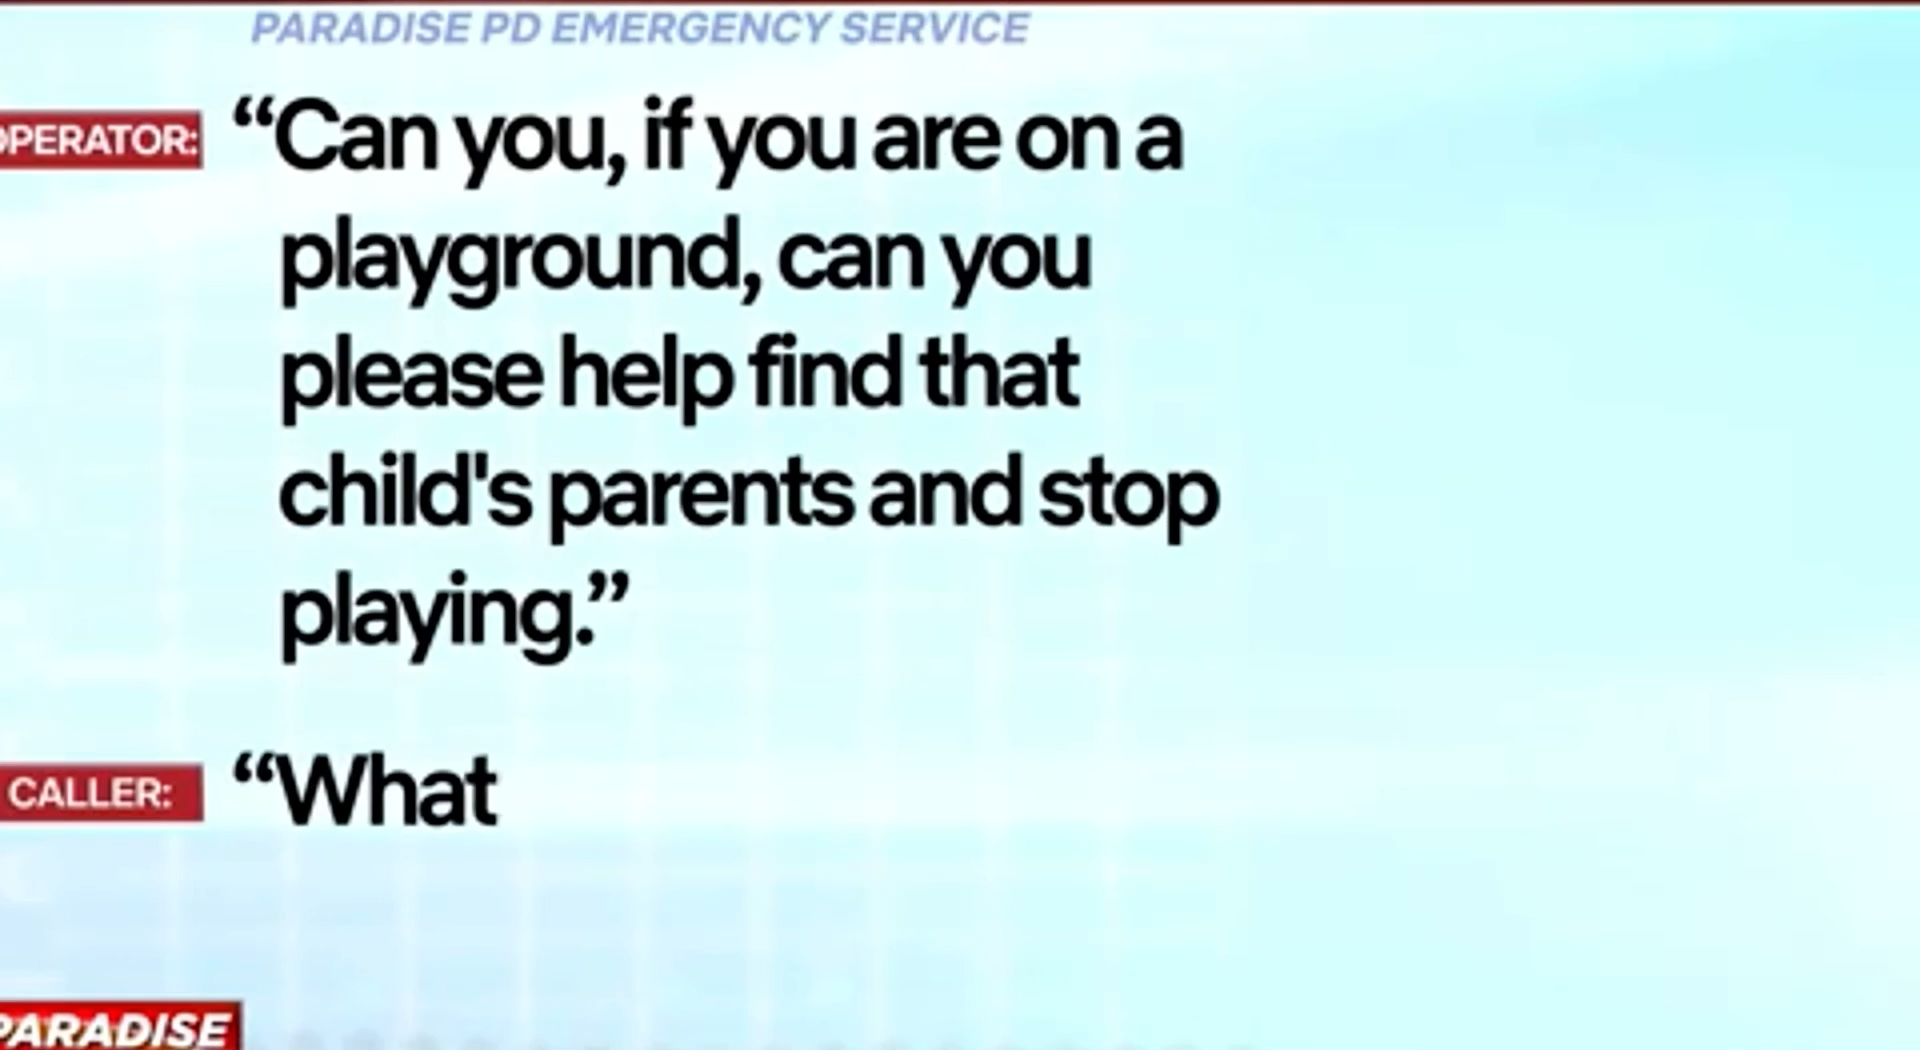 PARADISE PD EMERGENCY SERVICE
OPERATOR: “Can you, if you are on a
playground, can you
please help find that
child's parents and stop
playing.”
CALLER: “What
PARADISE